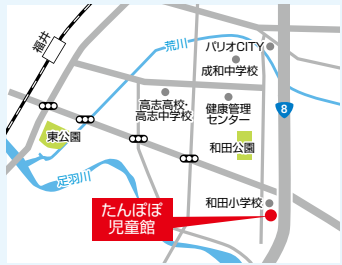 福井
荒川
パリオCITY
成和中学校
高志高校・
高志中学校
健康管理
センター
8
東公園
和田公園
足羽川
和田小学校
たんぽぽ
児童館